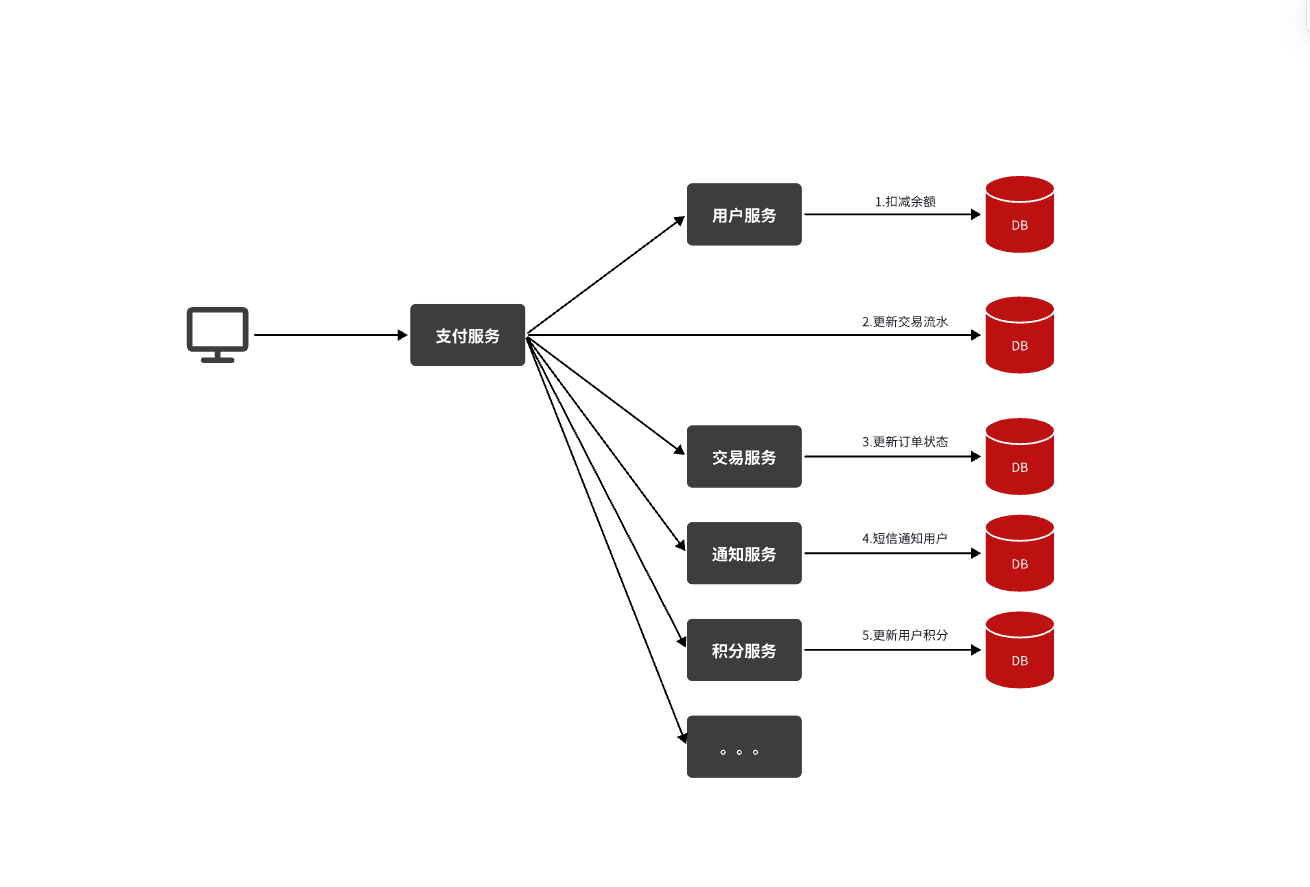 用户服务
1.扣减余额
DB
支付服务
2.更新交易流水
DB
交易服务
3.更新订单状态
DB
通知服务
4.短信通知用户
DB
积分服务
5.更新用户积分
DB
。。。